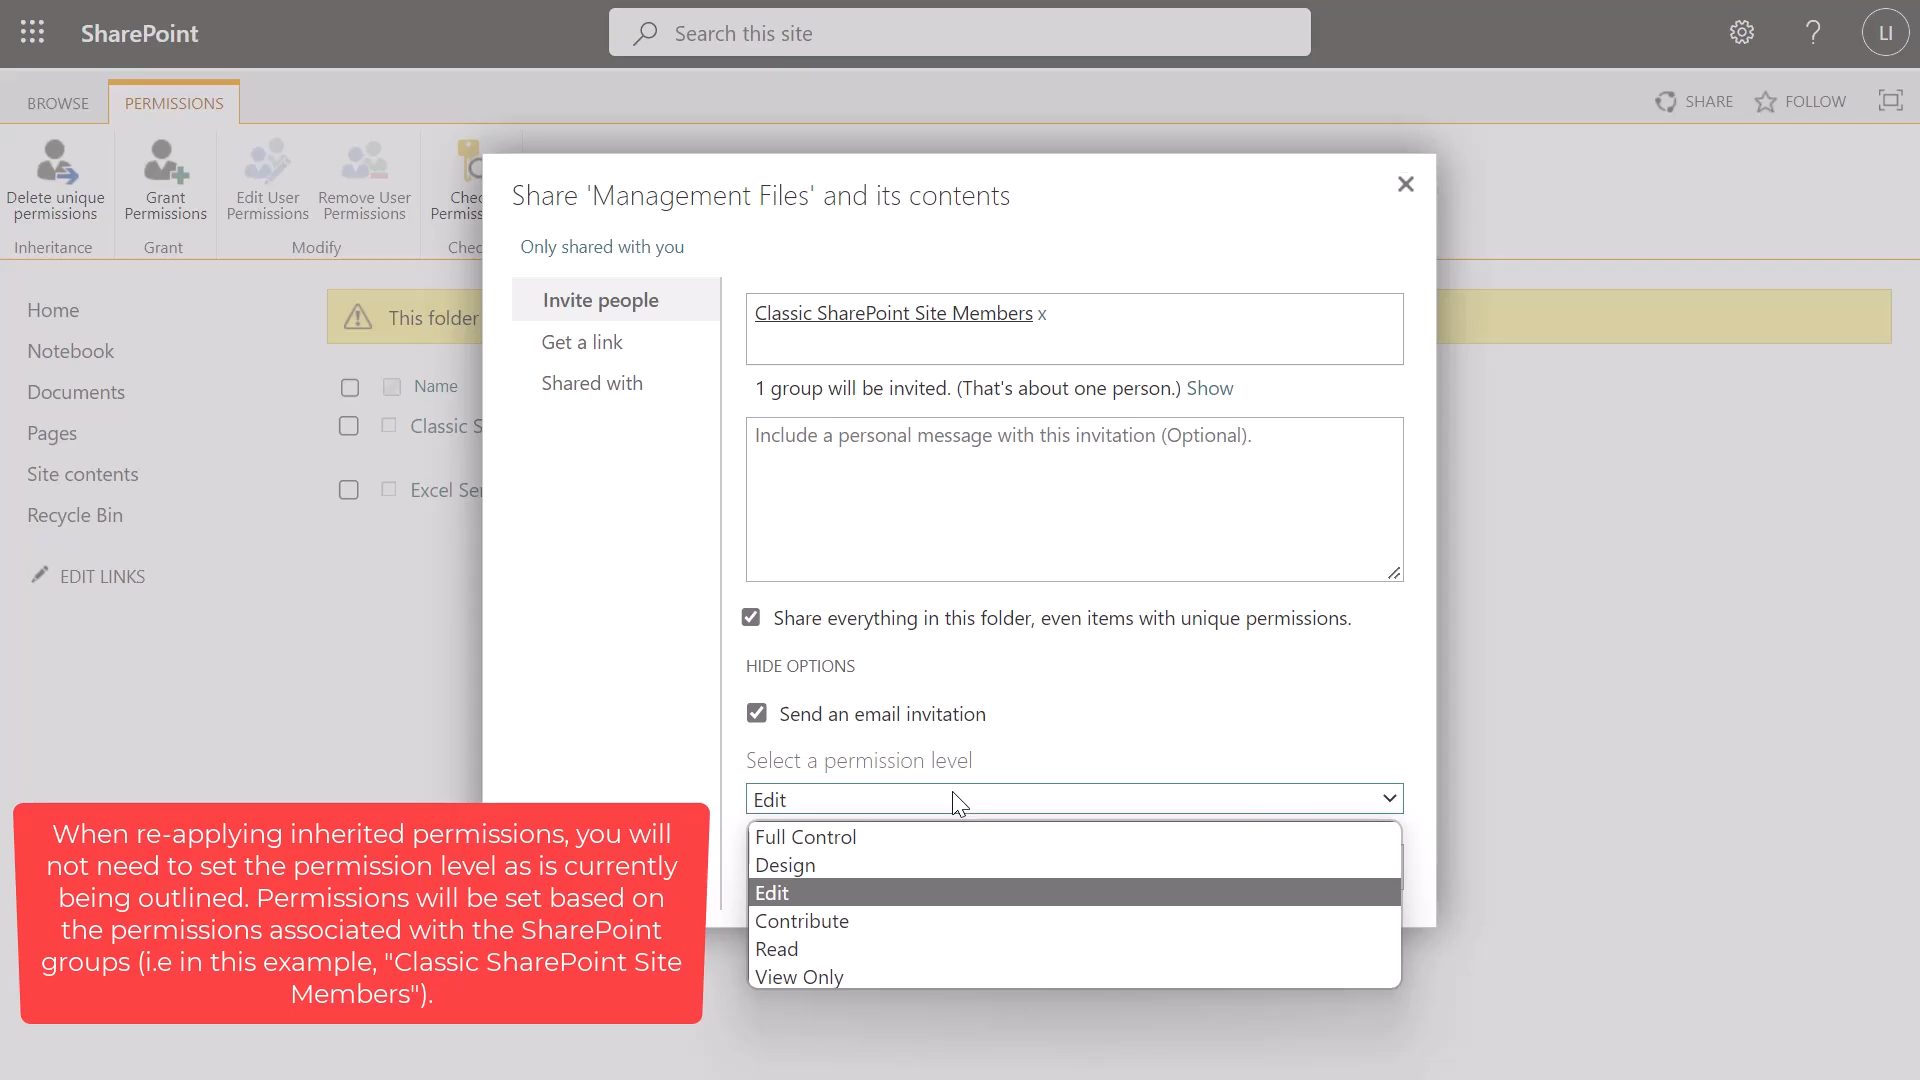 SharePoint
Search this site
LI
BROWSE
PERMISSIONS
SHARE
FOLLOW
Delete unique
permissions
Inheritance
Grant
Permissions
Grant
Edit User
Permissions
Remove User
Permissions
Modify
Chec
Permiss
Chec
Share 'Management Files' and its contents
Only shared with you
Invite people
Get a link
Shared with
Classic SharePoint Site Members x
1 group will be invited. (That's about one person.) Show
Include a personal message with this invitation (Optional).
Share everything in this folder, even items with unique permissions.
HIDE OPTIONS
Send an email invitation
Select a permission level
Edit
Full Control
Design
Edit
Contribute
Read
View Only
Home
Notebook
Documents
Pages
Site contents
Recycle Bin
EDIT LINKS
This folder
Name
Classic S
Excel Ser
When re-applying inherited permissions, you will
not need to set the permission level as is currently
being outlined. Permissions will be set based on
the permissions associated with the SharePoint
groups (i.e in this example, "Classic SharePoint Site
Members").